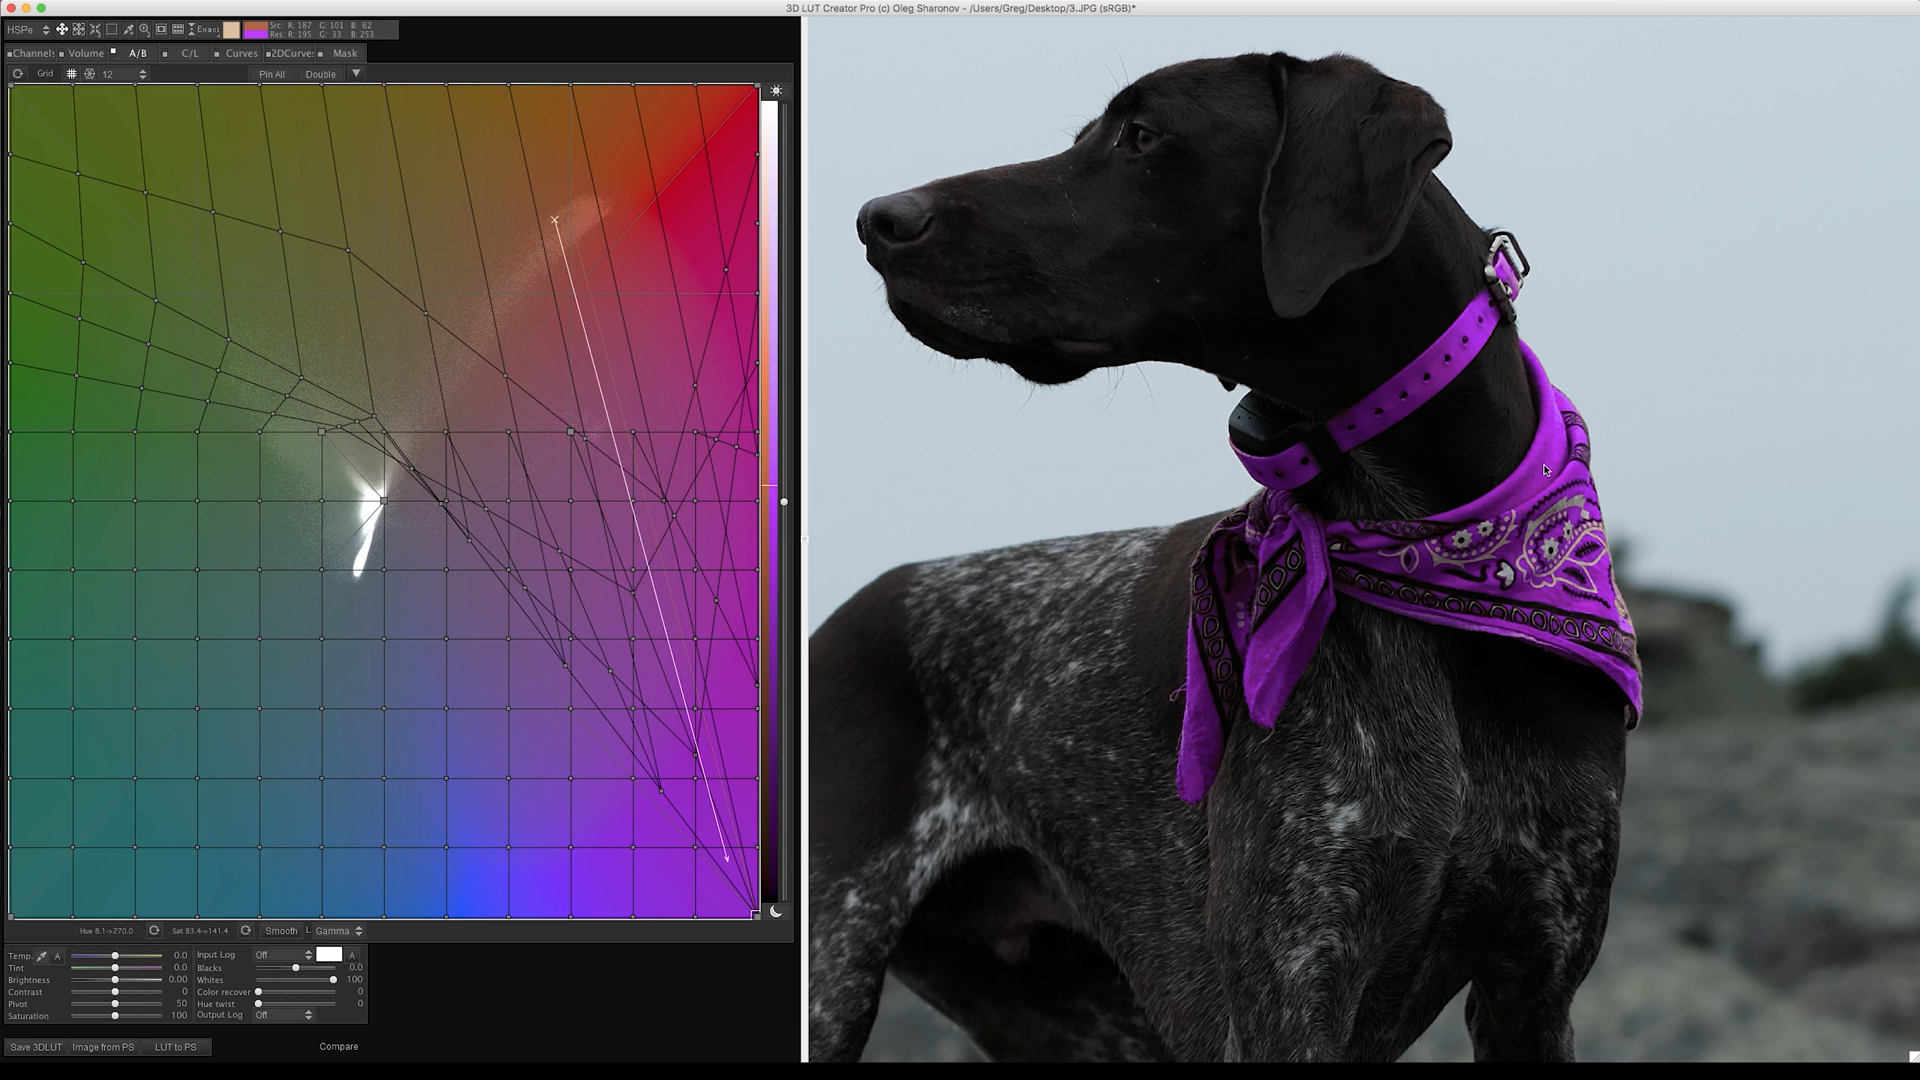 3D LUT Creator Pro (c) Oleg Sharonov - /Users/Greg/Desktop/3.JPG (sRGB)*
HSPe Exact Src: R: 187 G: 101 B: 62
Res: R: 195 G: 33 B: 253
Channels Volume A/B C/L Curves 2DCurves Mask
Grid 12 Pin All Double
Hue 8.1->270.0 Sat 83.4->141.4 Smooth L Gamma
Temp. A 0.0 Input Log Off A
Tint 0.0 Blacks 0.0
Brightness 0.00 Whites 100
Contrast 0 Color recover 0
Pivot 50 Hue twist 0
Saturation 100 Output Log Off
Save 3DLUT Image from PS LUT to PS Compare